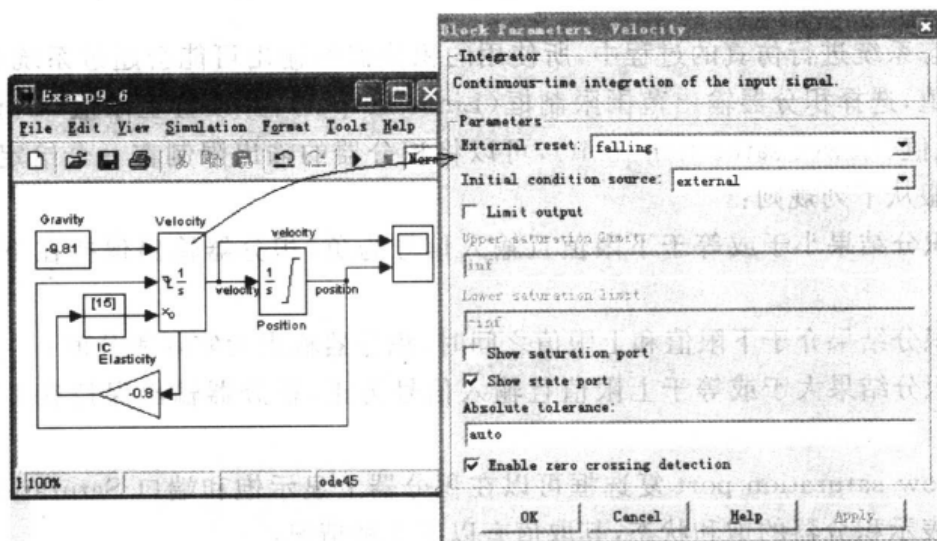 Examp9_6
File Edit View Simulation Format Tools Help
Gravity
-9.81
Velocity
1
s
x₀
velocity
velocity
1
s
Position
position
[15]
IC
Elasticity
-0.8
100%
ode45
Block Parameters Velocity
Integrator
Continuous-time integration of the input signal.
Parameters
External reset: falling
Initial condition source: external
Limit output
Upper saturation limit:
inf
Lower saturation limit:
-inf
Show saturation port
Show state port
Absolute tolerance:
auto
Enable zero crossing detection
OK Cancel Help Apply